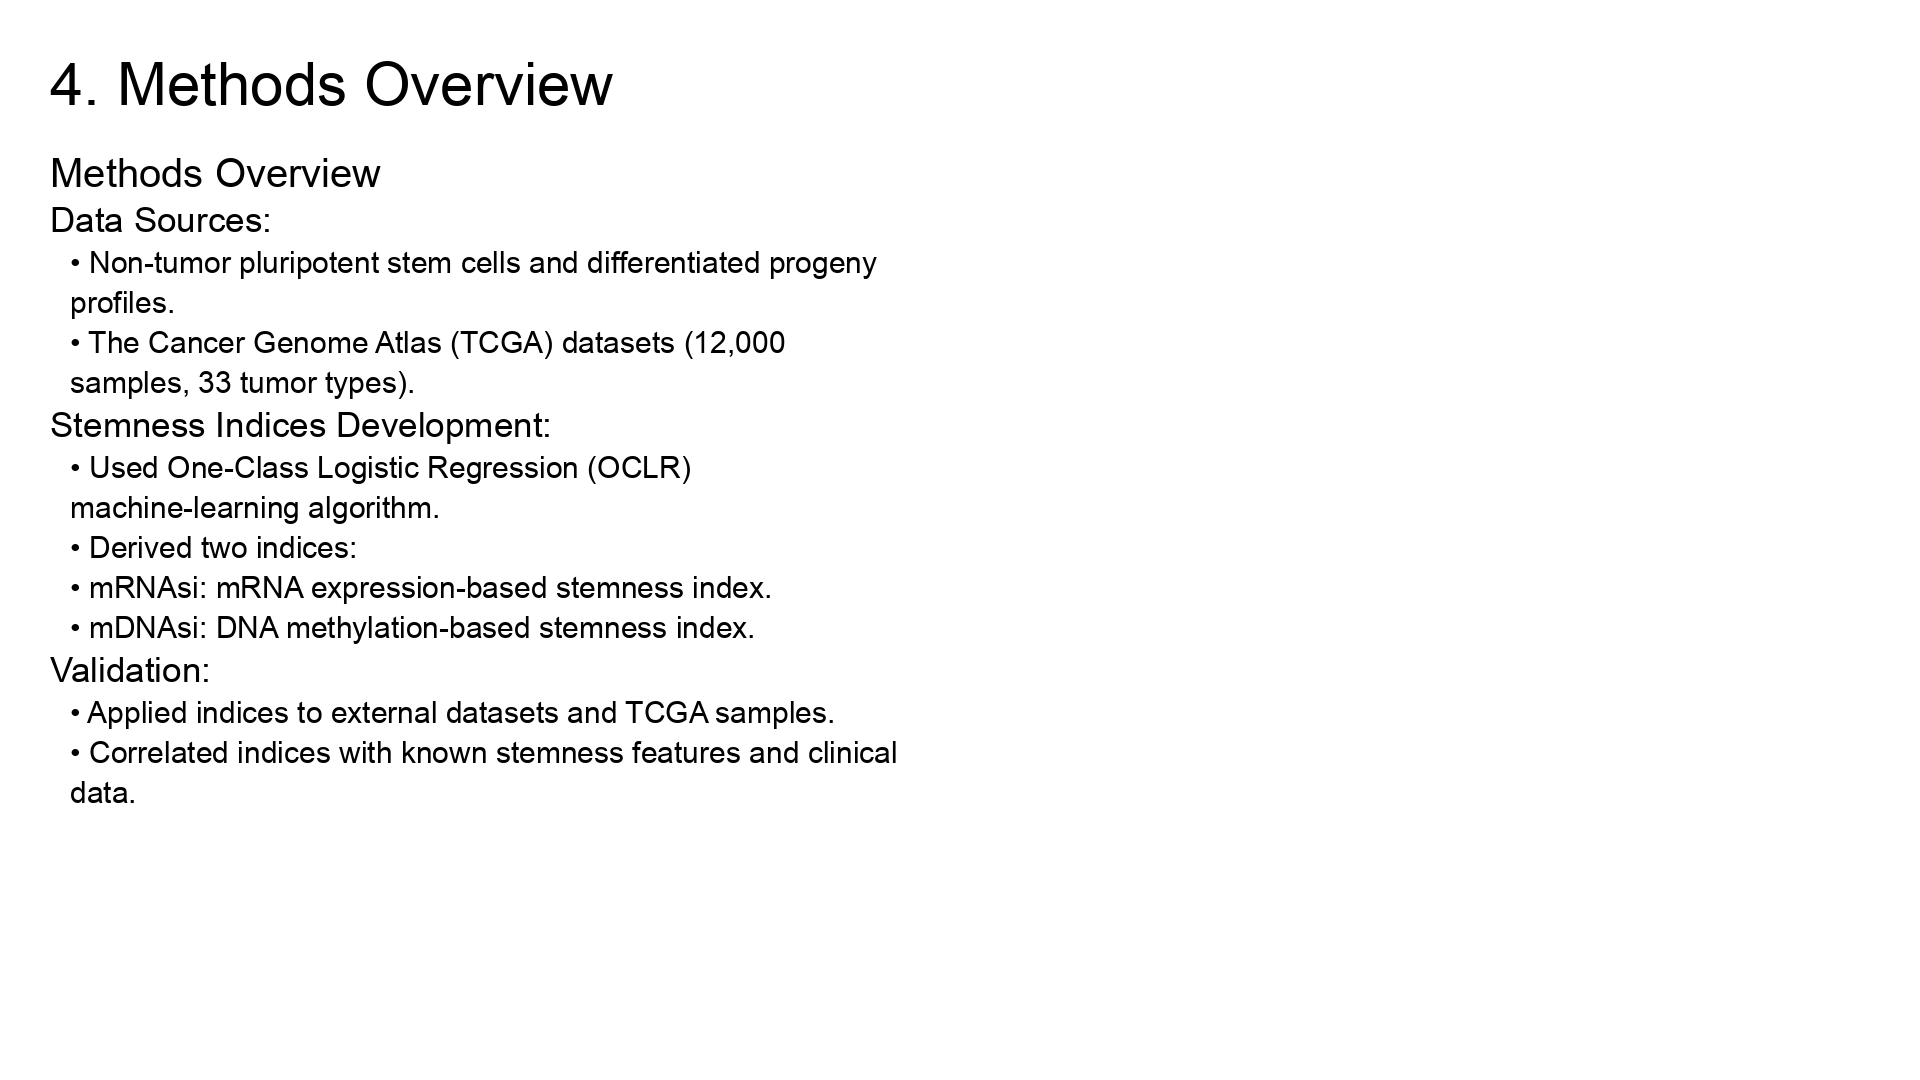 4. Methods Overview
Methods Overview
Data Sources:
• Non-tumor pluripotent stem cells and differentiated progeny
profiles.
• The Cancer Genome Atlas (TCGA) datasets (12,000
samples, 33 tumor types).
Stemness Indices Development:
• Used One-Class Logistic Regression (OCLR)
machine-learning algorithm.
• Derived two indices:
• mRNAsi: mRNA expression-based stemness index.
• mDNAsi: DNA methylation-based stemness index.
Validation:
• Applied indices to external datasets and TCGA samples.
• Correlated indices with known stemness features and clinical
data.